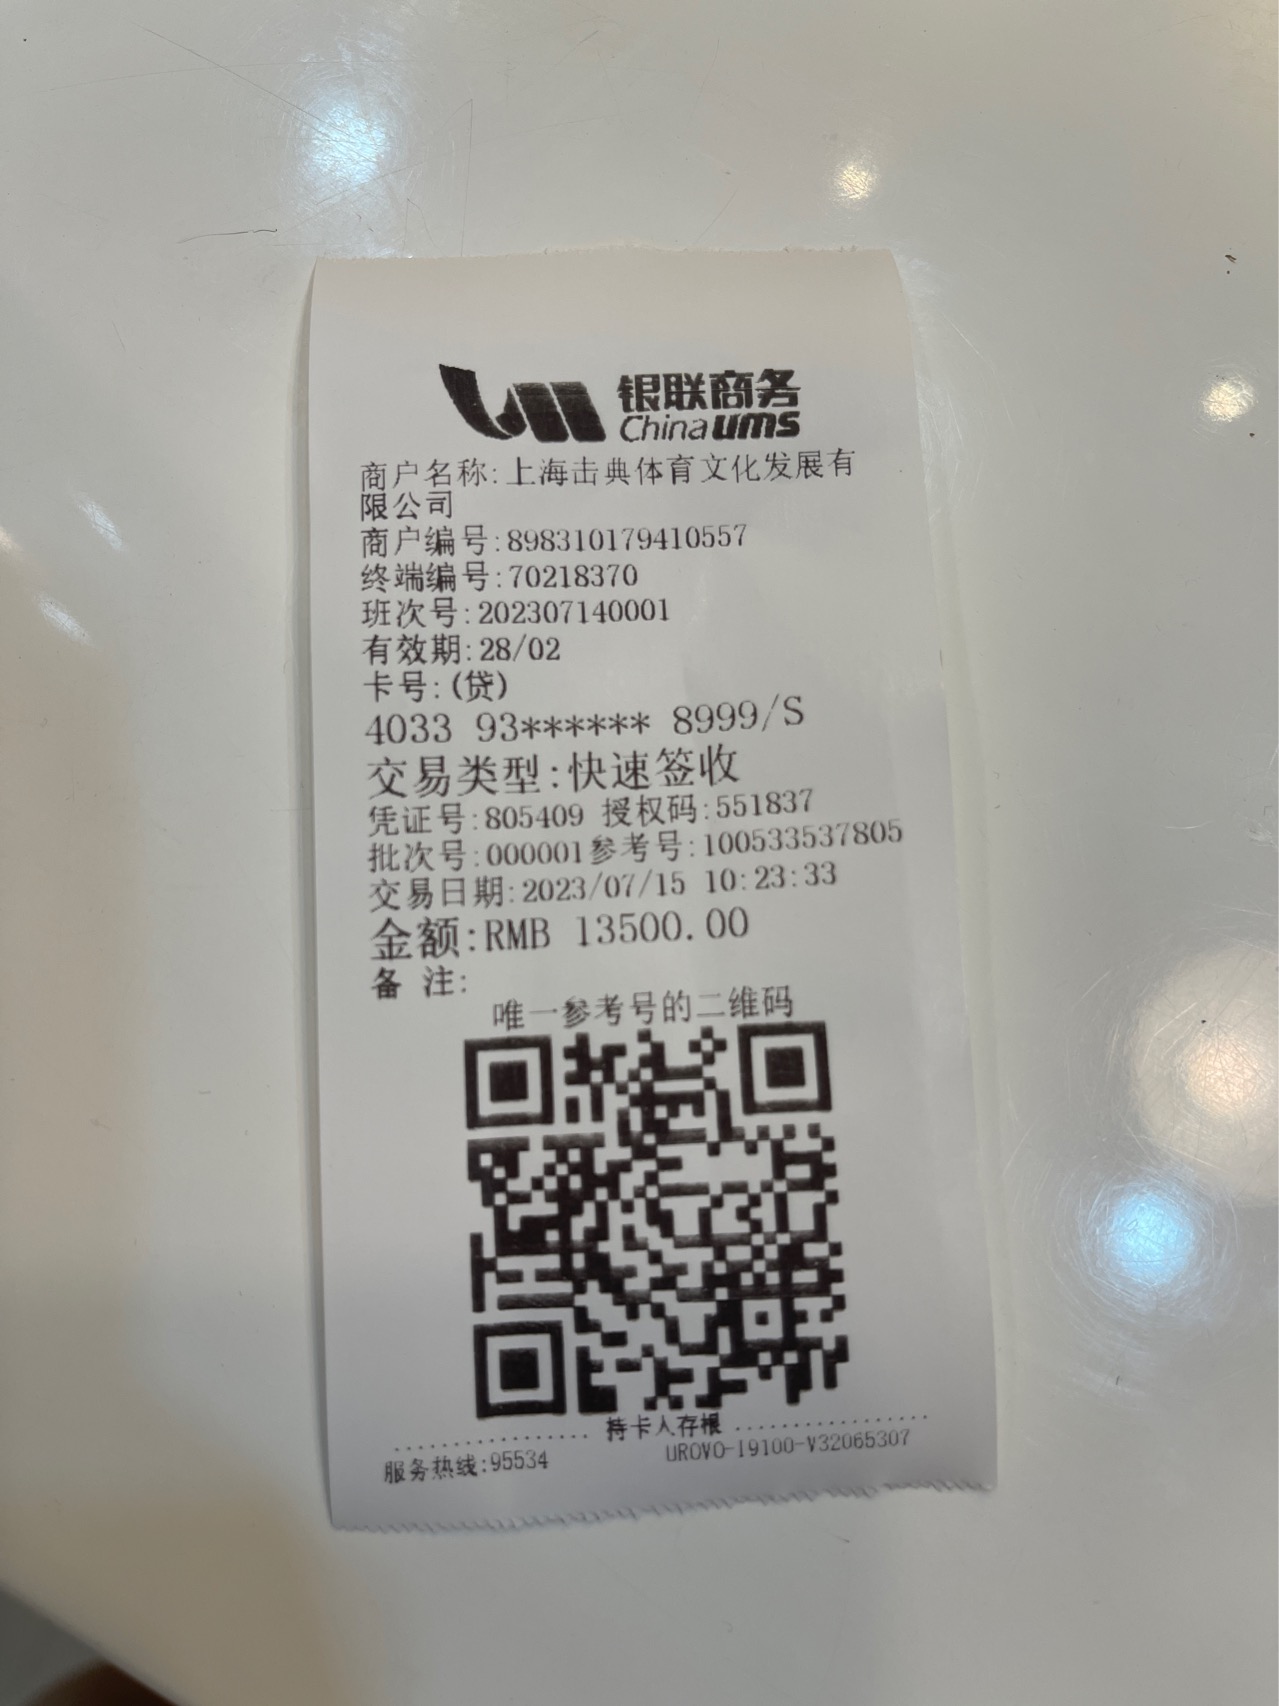 银联商务
Chinaums
商户名称:上海击典体育文化发展有
限公司
商户编号:898310179410557
终端编号:70218370
班次号:202307140001
有效期:28/02
卡号:(贷)
4033 93****** 8999/S
交易类型:快速签收
凭证号:805409 授权码:551837
批次号:000001参考号:100533537805
交易日期:2023/07/15 10:23:33
金额:RMB 13500.00
备 注:
唯一参考号的二维码
持卡人存根
服务热线:95534 UROVO-I9100-V32065307